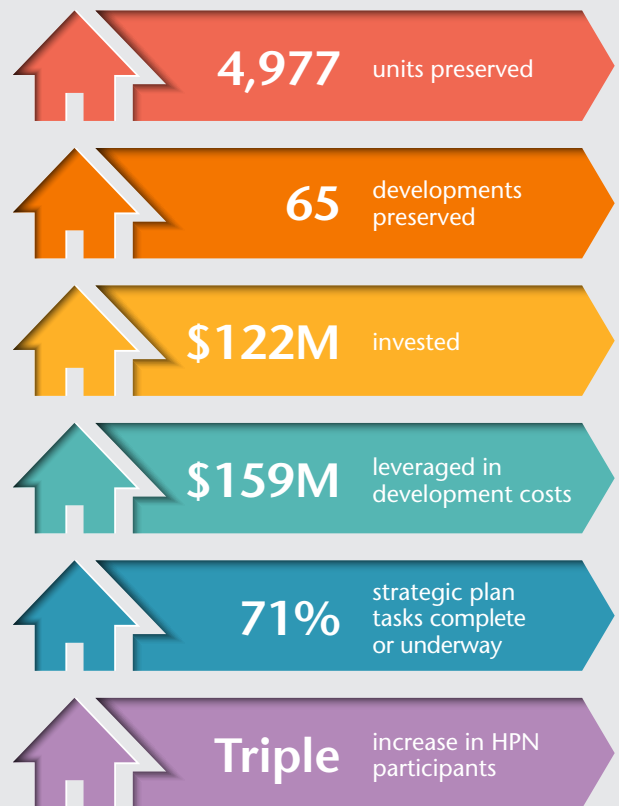 4,977 units preserved
65 developments
preserved
$122M invested
$159M leveraged in
development costs
71% strategic plan
tasks complete
or underway
Triple increase in HPN
participants